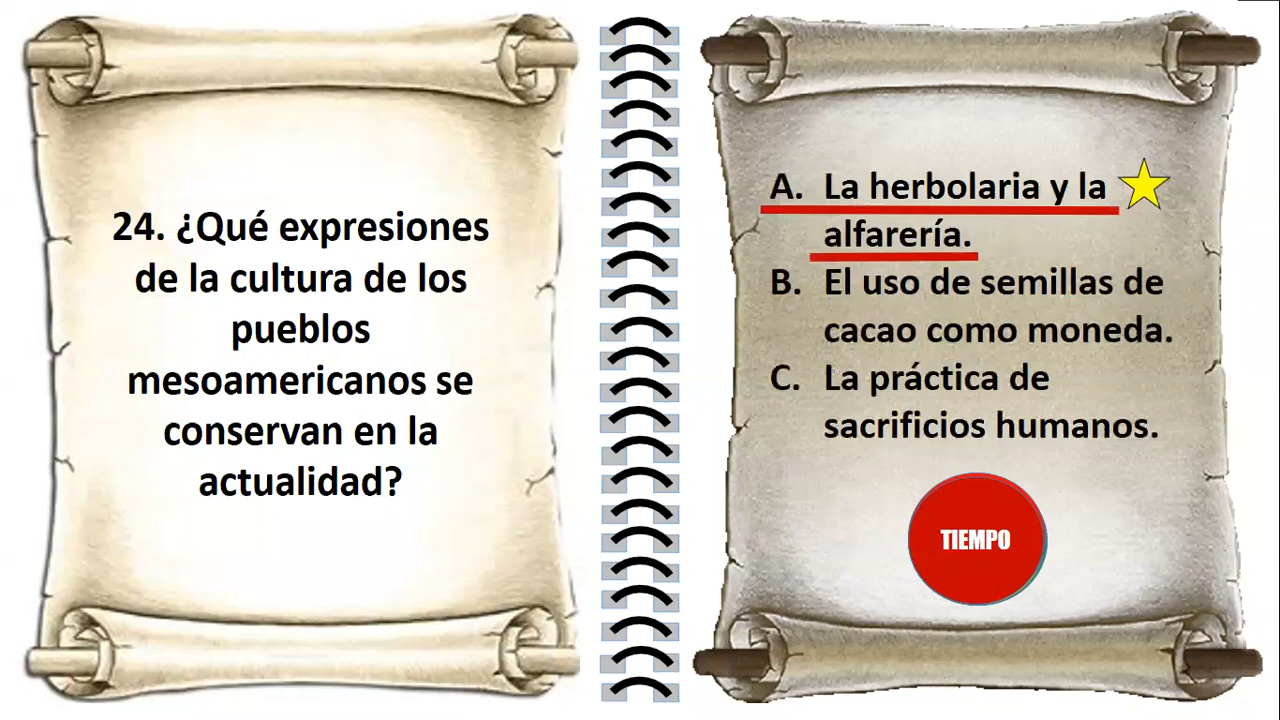 24. ¿Qué expresiones
de la cultura de los
pueblos
mesoamericanos se
conservan en la
actualidad?
A. La herbolaria y la
alfarería.
B. El uso de semillas de
cacao como moneda.
C. La práctica de
sacrificios humanos.
TIEMPO